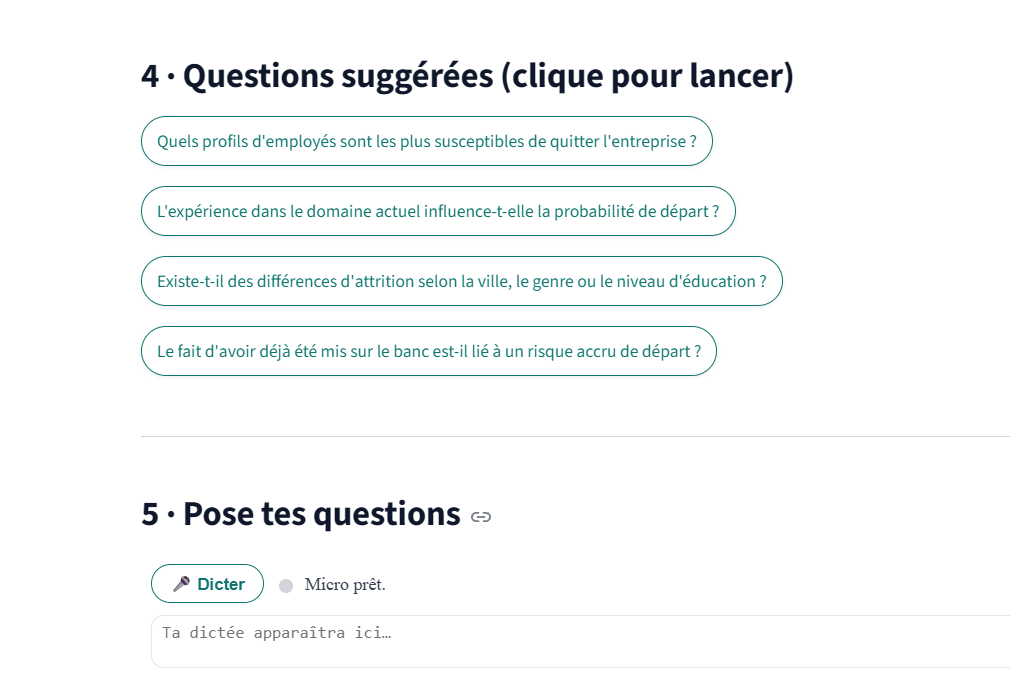 4 · Questions suggérées (clique pour lancer)
Quels profils d'employés sont les plus susceptibles de quitter l'entreprise ?
L'expérience dans le domaine actuel influence-t-elle la probabilité de départ ?
Existe-t-il des différences d'attrition selon la ville, le genre ou le niveau d'éducation ?
Le fait d'avoir déjà été mis sur le banc est-il lié à un risque accru de départ ?
5 · Pose tes questions
Dicter
Micro prêt.
Ta dictée apparaîtra ici…